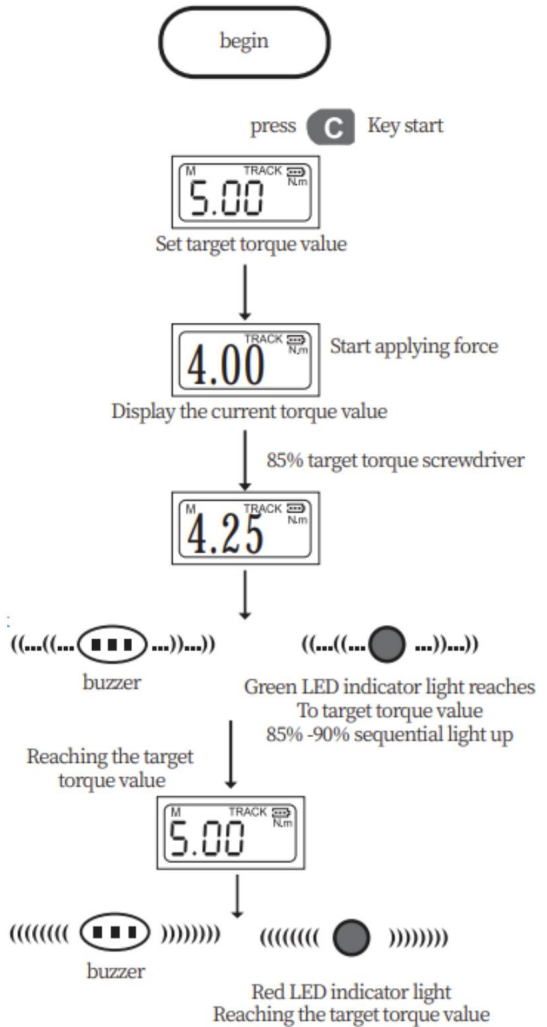 begin
press C Key start
M TRACK
N.m
5.00
Set target torque value
TRACK
N.m
4.00
Start applying force
Display the current torque value
85% target torque screwdriver
M TRACK
N.m
4.25
:
((...((... ...))...)) ((...((... ...))...))
buzzer
Green LED indicator light reaches
To target torque value
85% -90% sequential light up
Reaching the target
torque value
M TRACK
N.m
5.00
(((((((( )))))))) (((((((( ))))))))
buzzer
Red LED indicator light
Reaching the target torque value